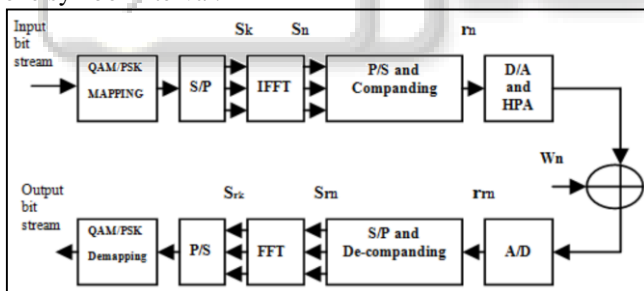 Input
bit
stream
Sk
Sn
rn
QAM/PSK
MAPPING
S/P
IFFT
P/S and
Companding
D/A
and
HPA
Wn
Output
bit
stream
Srk
Srn
rrn
QAM/PSK
Demapping
P/S
FFT
S/P and
De-companding
A/D